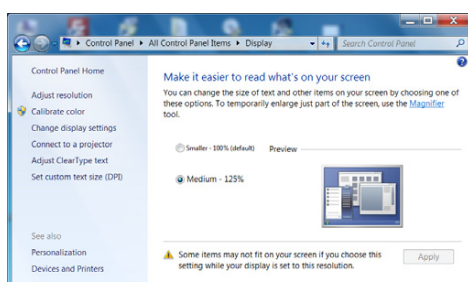 Control Panel ▸ All Control Panel Items ▸ Display
Search Control Panel
Control Panel Home
Adjust resolution
Calibrate color
Change display settings
Connect to a projector
Adjust ClearType text
Set custom text size (DPI)
See also
Personalization
Devices and Printers
Make it easier to read what's on your screen
You can change the size of text and other items on your screen by choosing one of
these options. To temporarily enlarge just part of the screen, use the Magnifier
tool.
Smaller - 100% (default)
Preview
Medium - 125%
Some items may not fit on your screen if you choose this
setting while your display is set to this resolution.
Apply